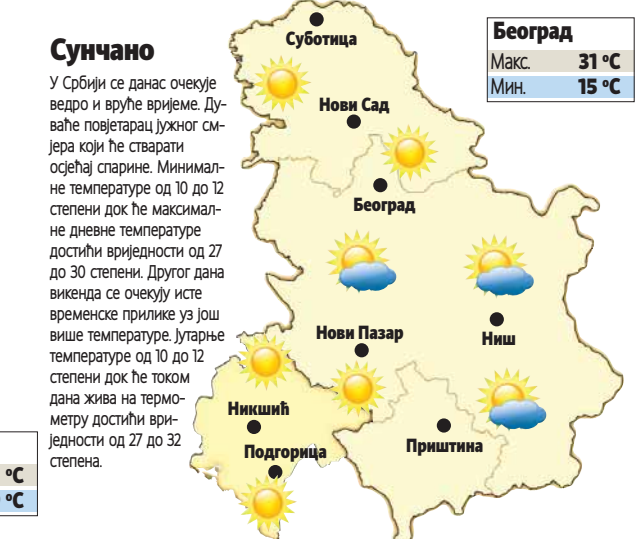 Сунчано
У Србији се данас очекује
ведро и вруће вријеме. Ду-
ваће повјетарац јужног смје-
јера који ће стварати
осјећај спарине. Минимал-
не температуре од 10 до 12
степени док ће максимал-
не дневне температуре
достићи вриједности од 27
до 30 степени. Другог дана
викенда се очекују исте
временске прилике уз још
више температуре. Јутарње
температуре од 10 до 12
степени док ће током
дана жива на термо-
метру достићи ври-
једности од 27 до 32
степена.
Београд
Макс. 31 °C
Мин. 15 °C
Суботица
Нови Сад
Београд
Нови Пазар
Ниш
Никшић
Подгорица
Приштина
°C
°C